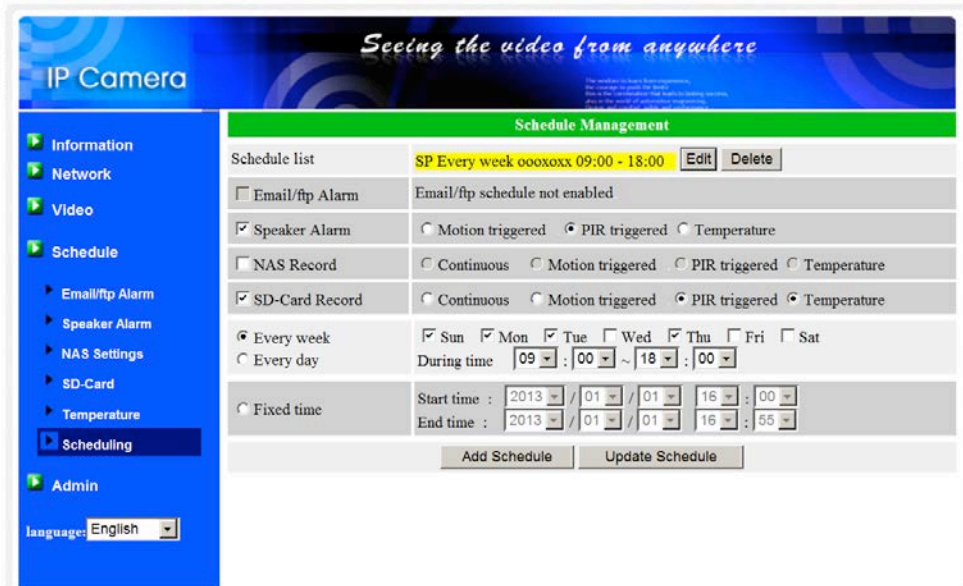 Seeing the video from anywhere
IP Camera
Information
Network
Video
Schedule
Email/ftp Alarm
Speaker Alarm
NAS Settings
SD-Card
Temperature
Scheduling
Admin
language: English
Schedule Management
Schedule list SP Every week oooxoxx 09:00 - 18:00 Edit Delete
Email/ftp Alarm Email/ftp schedule not enabled
Speaker Alarm Motion triggered PIR triggered Temperature
NAS Record Continuous Motion triggered PIR triggered Temperature
SD-Card Record Continuous Motion triggered PIR triggered Temperature
Every week Sun Mon Tue Wed Thu Fri Sat
Every day During time 09 : 00 ~ 18 : 00
Fixed time
Start time : 2013 / 01 / 01 16 : 00
End time : 2013 / 01 / 01 16 : 55
Add Schedule Update Schedule